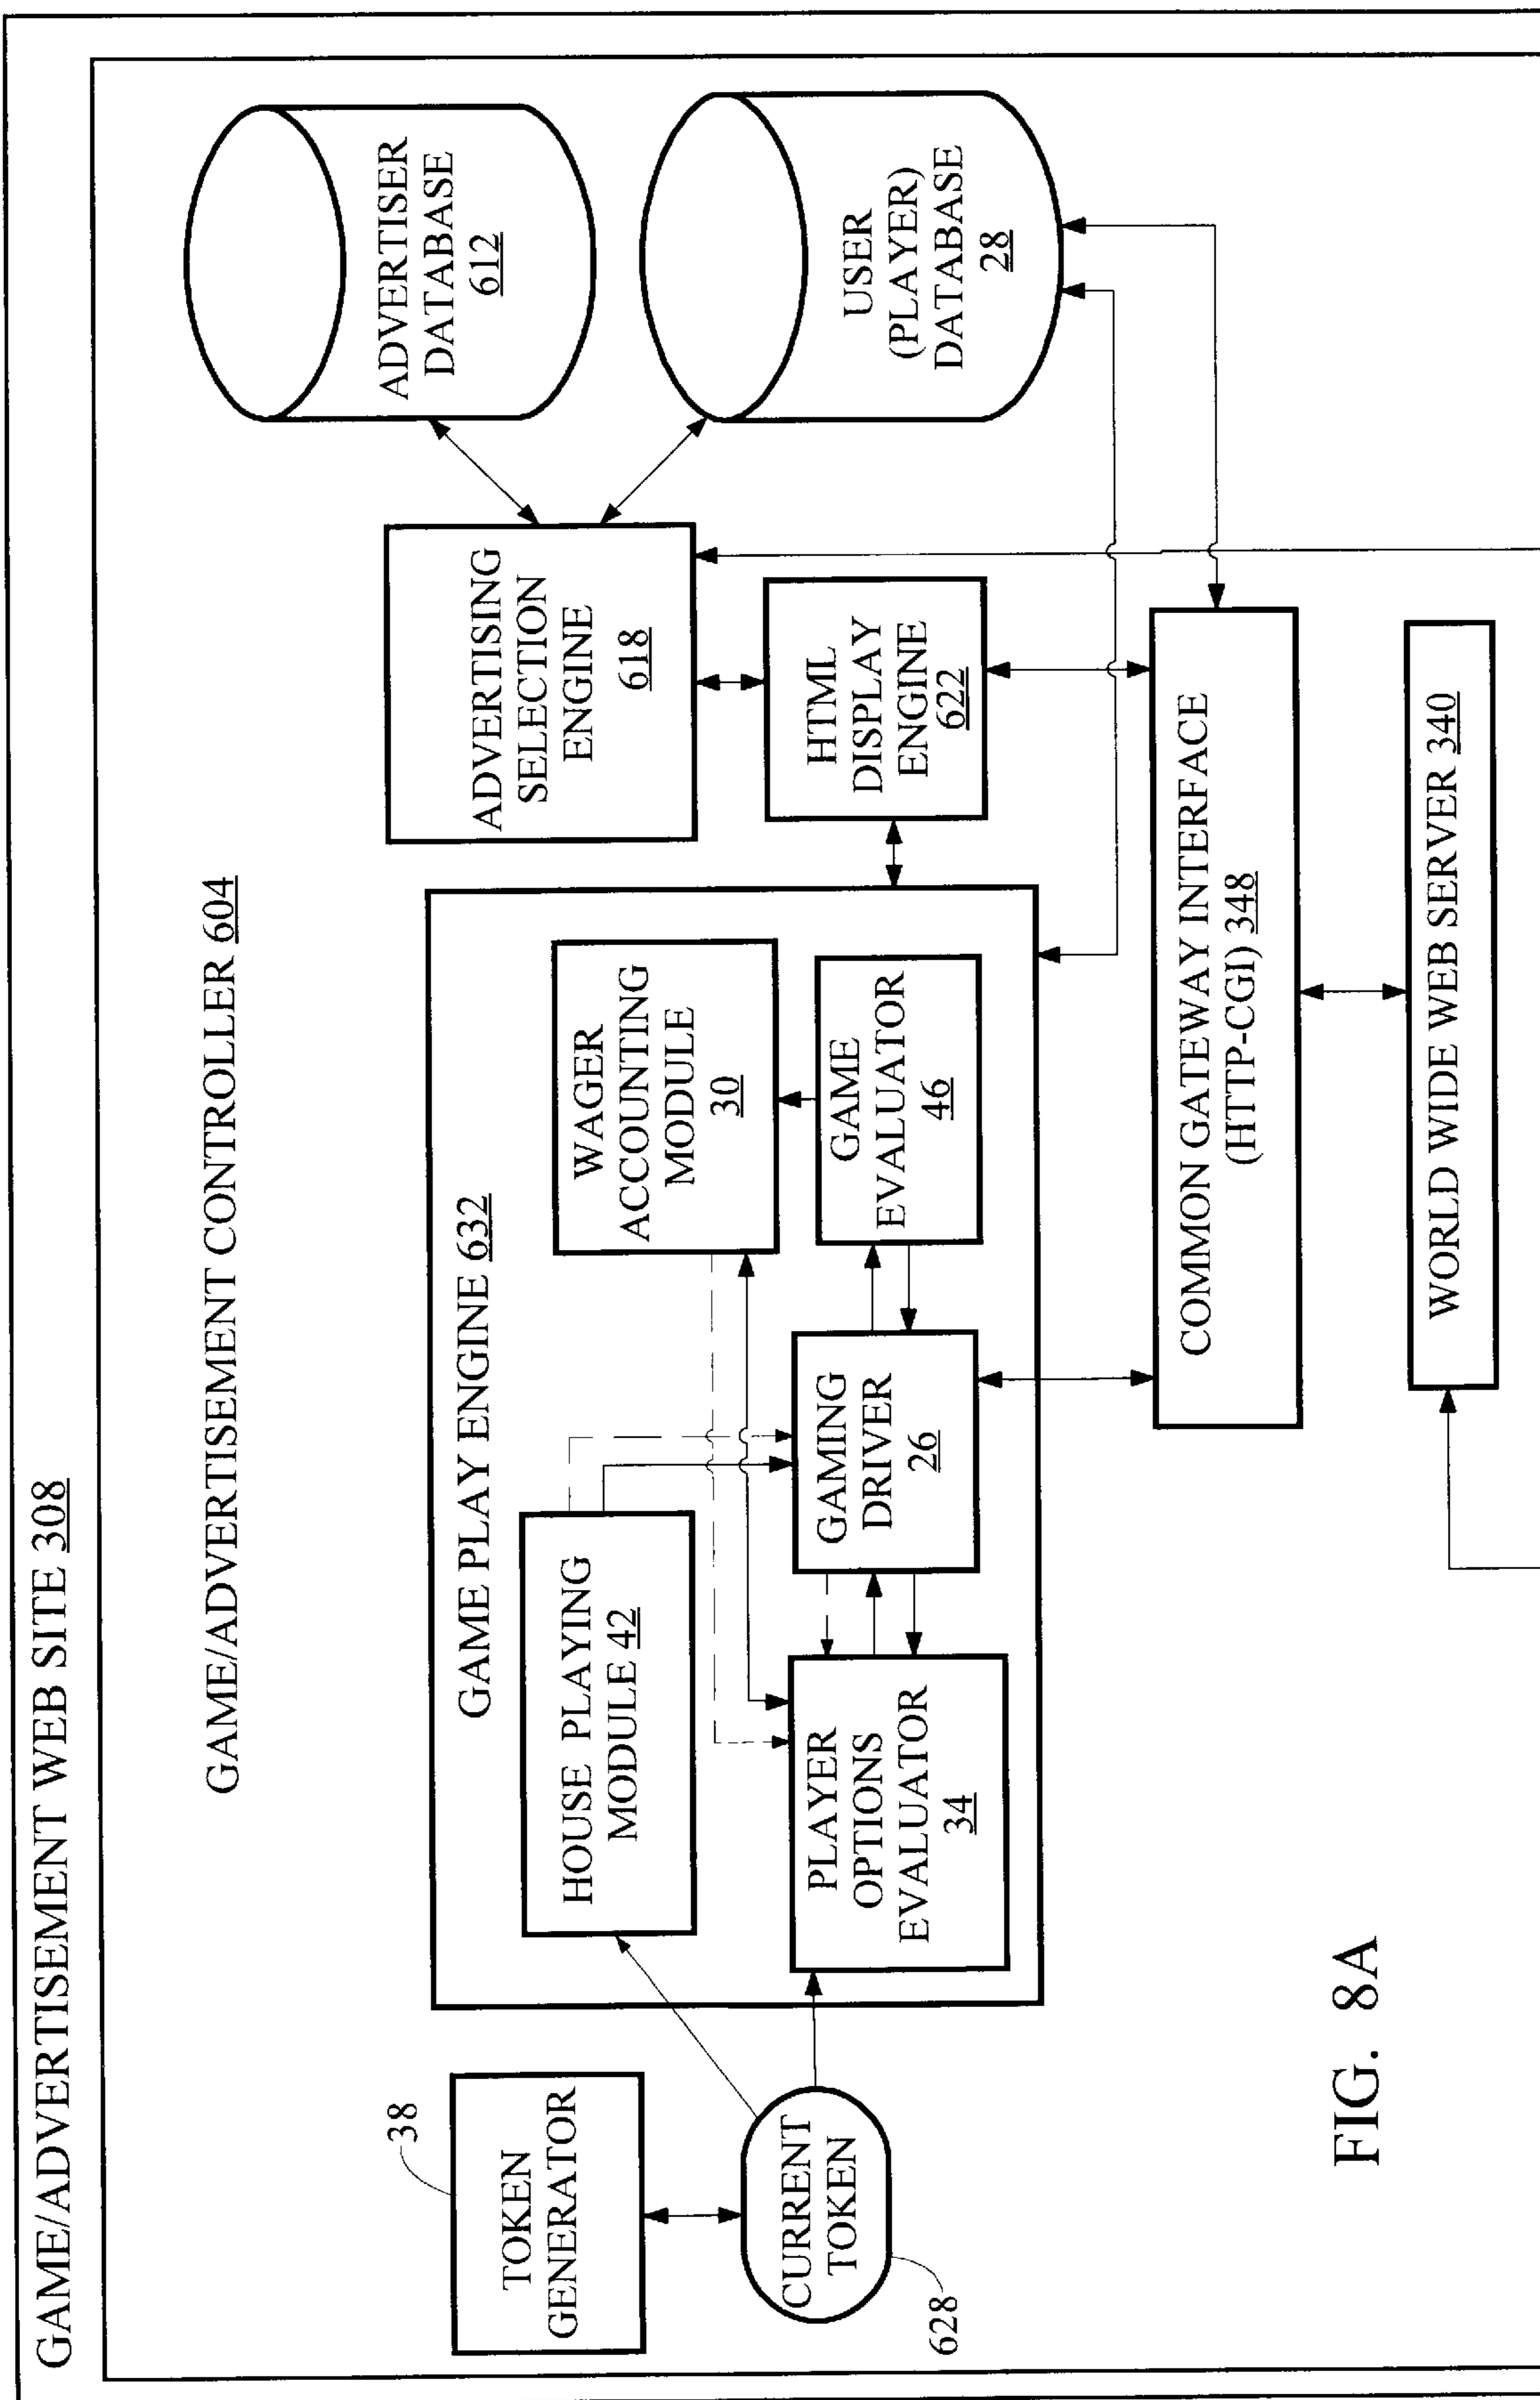 GAME/ADVERTISEMENT WEB SITE 308
GAME/ADVERTISEMENT CONTROLLER 604
38
TOKEN
GENERATOR
CURRENT
TOKEN
628
GAME PLAY ENGINE 632
HOUSE PLAYING
MODULE 42
WAGER
ACCOUNTING
MODULE
30
PLAYER
OPTIONS
EVALUATOR
34
GAMING
DRIVER
26
GAME
EVALUATOR
46
ADVERTISING
SELECTION
ENGINE
618
HTML
DISPLAY
ENGINE
622
ADVERTISER
DATABASE
612
USER
(PLAYER)
DATABASE
28
COMMON GATEWAY INTERFACE
(HTTP-CGI) 348
WORLD WIDE WEB SERVER 340
FIG. 8A